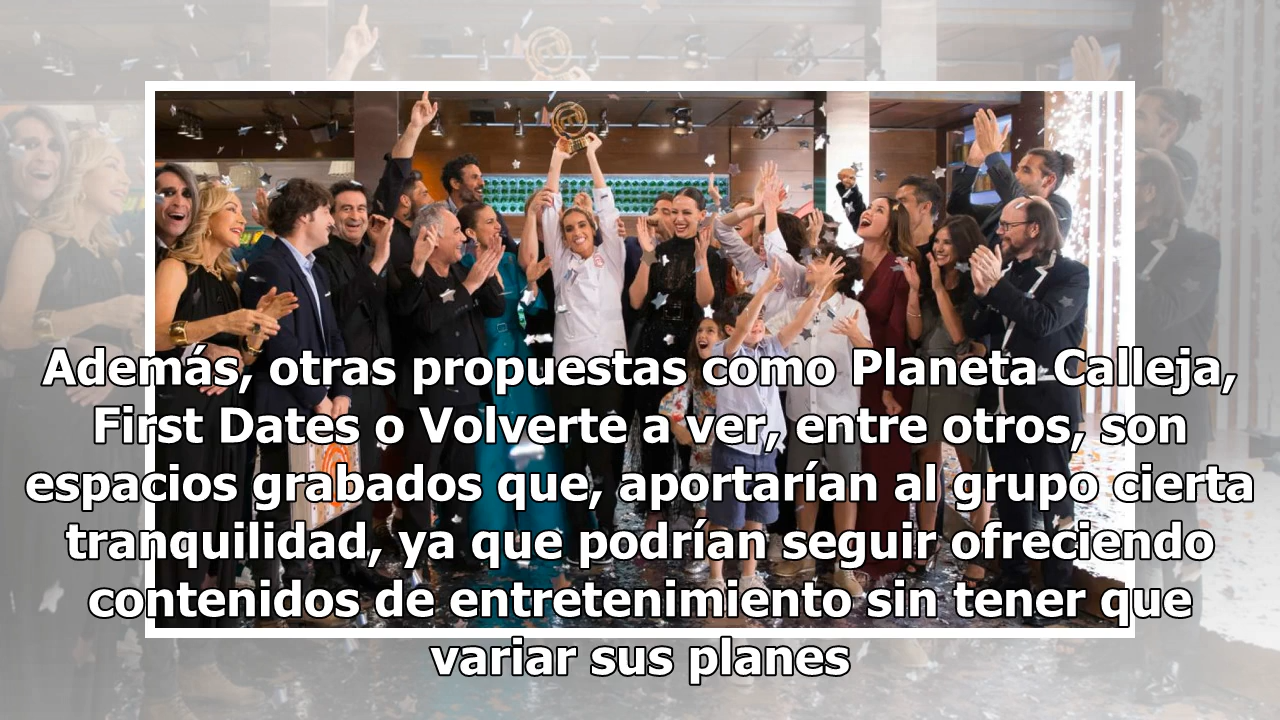 Además, otras propuestas como Planeta Calleja,
First Dates o Volverte a ver, entre otros, son
espacios grabados que, aportarían al grupo cierta
tranquilidad, ya que podrían seguir ofreciendo
contenidos de entretenimiento sin tener que
variar sus planes